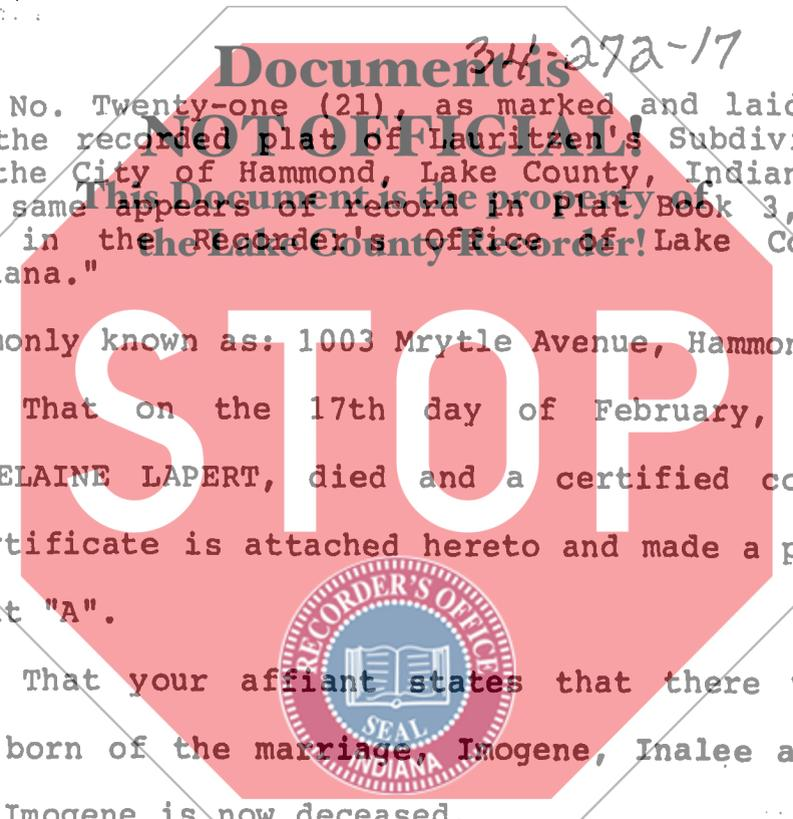 34-272-17
Document is
No. Twenty-one (21), as marked and laid
the recorded plat of Lauritzen's Subdivi
NOT OFFICIAL!
the City of Hammond, Lake County, Indian
This Document is the property of
same appears of record in Plat Book 3,
in the Recorder's Office of Lake Co
the Lake County Recorder!
ana."
monly known as: 1003 Mrytle Avenue, Hammon
That on the 17th day of February,
STOP
ELAINE LAPERT, died and a certified co
rtificate is attached hereto and made a p
t "A".
RECORDER'S OFFICE
That your affiant states that there
SEAL
born of the marriage, Imogene, Inalee a
INDIANA
Imogene is now deceased.